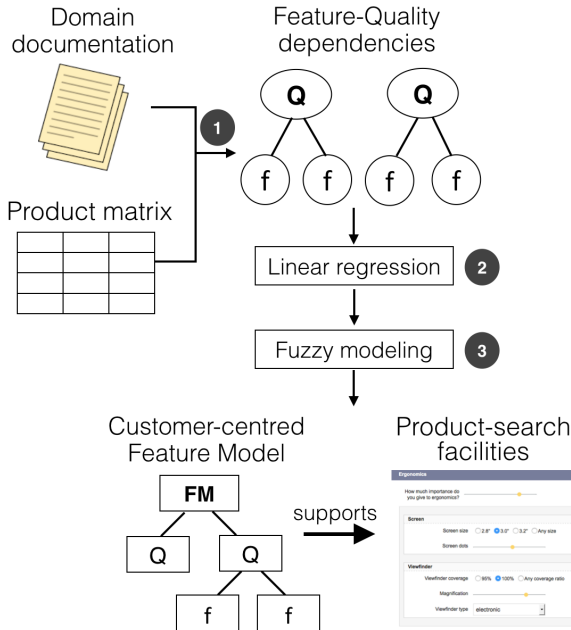 Domain
documentation
Feature-Quality
dependencies
Q
Q
1
f
f
f
f
Product matrix
Linear regression
2
Fuzzy modeling
3
Customer-centred
Feature Model
Product-search
facilities
FM
Q
Q
f
f
supports
Ergonomics
How much importance do
you give to ergonomics?
Screen
Screen size 2.8" 3.0" 3.2" Any size
Screen dots
Viewfinder
Viewfinder coverage 95% 100% Any coverage ratio
Magnification
Viewfinder type electronic